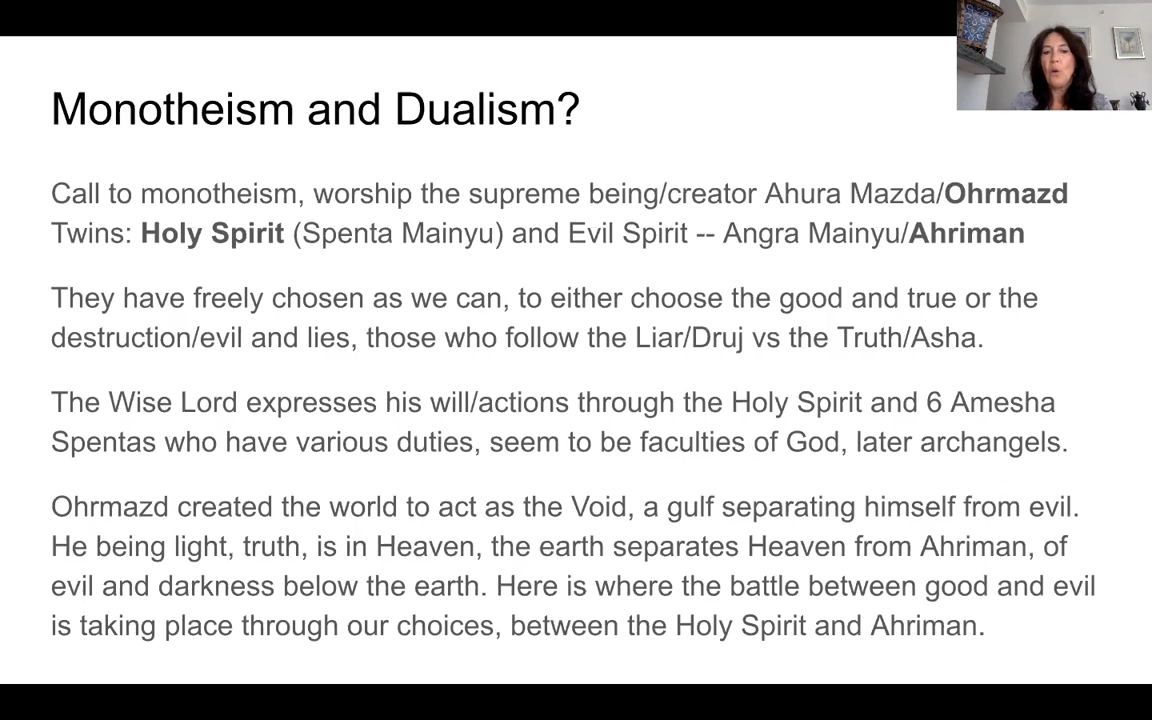 Monotheism and Dualism?
Call to monotheism, worship the supreme being/creator Ahura Mazda/Ohrmazd
Twins: Holy Spirit (Spenta Mainyu) and Evil Spirit -- Angra Mainyu/Ahriman
They have freely chosen as we can, to either choose the good and true or the
destruction/evil and lies, those who follow the Liar/Druj vs the Truth/Asha.
The Wise Lord expresses his will/actions through the Holy Spirit and 6 Amesha
Spentas who have various duties, seem to be faculties of God, later archangels.
Ohrmazd created the world to act as the Void, a gulf separating himself from evil.
He being light, truth, is in Heaven, the earth separates Heaven from Ahriman, of
evil and darkness below the earth. Here is where the battle between good and evil
is taking place through our choices, between the Holy Spirit and Ahriman.